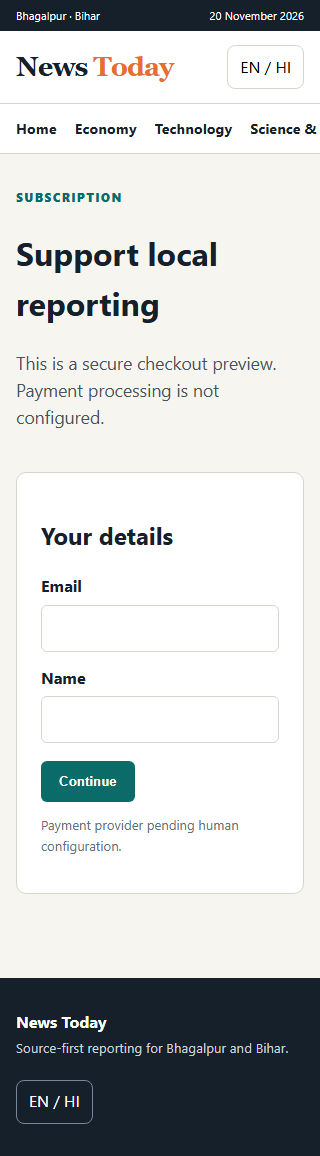 Bhagalpur · Bihar 20 November 2026
News Today EN / HI
Home Economy Technology Science &
SUBSCRIPTION
Support local
reporting
This is a secure checkout preview.
Payment processing is not
configured.
Your details
Email
Name
Continue
Payment provider pending human
configuration.
News Today
Source-first reporting for Bhagalpur and Bihar.
EN / HI